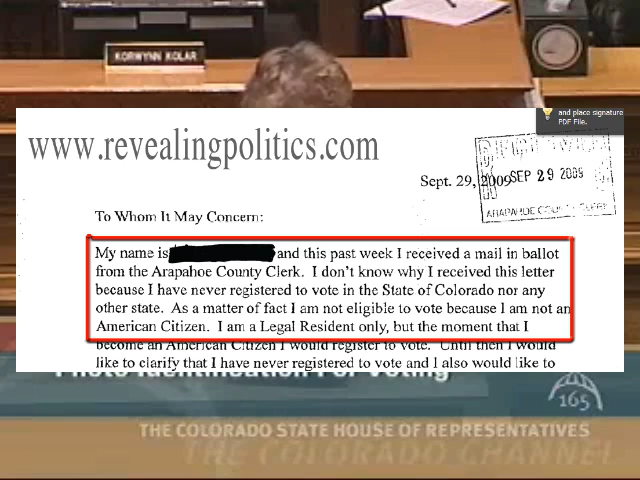 KORWYNN KOLAR
and place signature
PDF File.
www.revealingpolitics.com
Sept. 29, 2009
SEP 29 2009
ARAPAHOE COUNTY CLERK
To Whom It May Concern:
My name is and this past week I received a mail in ballot
from the Arapahoe County Clerk. I don't know why I received this letter
because I have never registered to vote in the State of Colorado nor any
other state. As a matter of fact I am not eligible to vote because I am not an
American Citizen. I am a Legal Resident only, but the moment that I
become an American Citizen I would register to vote. Until then I would
like to clarify that I have never registered to vote and I also would like to
Photo Identification For Voting
165
THE COLORADO STATE HOUSE OF REPRESENTATIVES
THE COLORADO CHANNEL